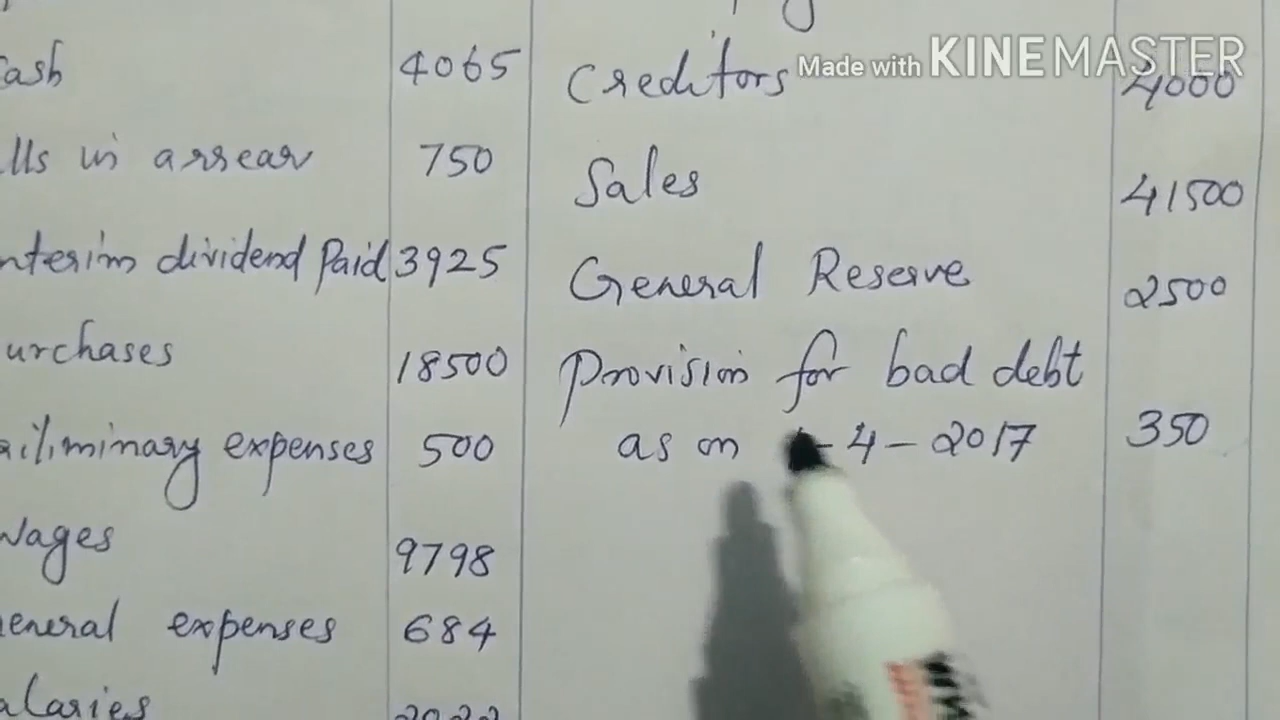 Made with KINEMASTER
ash 4065 Creditors 4000
lls in arrear 750 Sales 41500
nterim dividend Paid 3925 General Reserve 2500
urchases 18500 Provision for bad debt
as on - 4 - 2017 350
liminary expenses 500
Wages 9798
eneral expenses 684
alaries